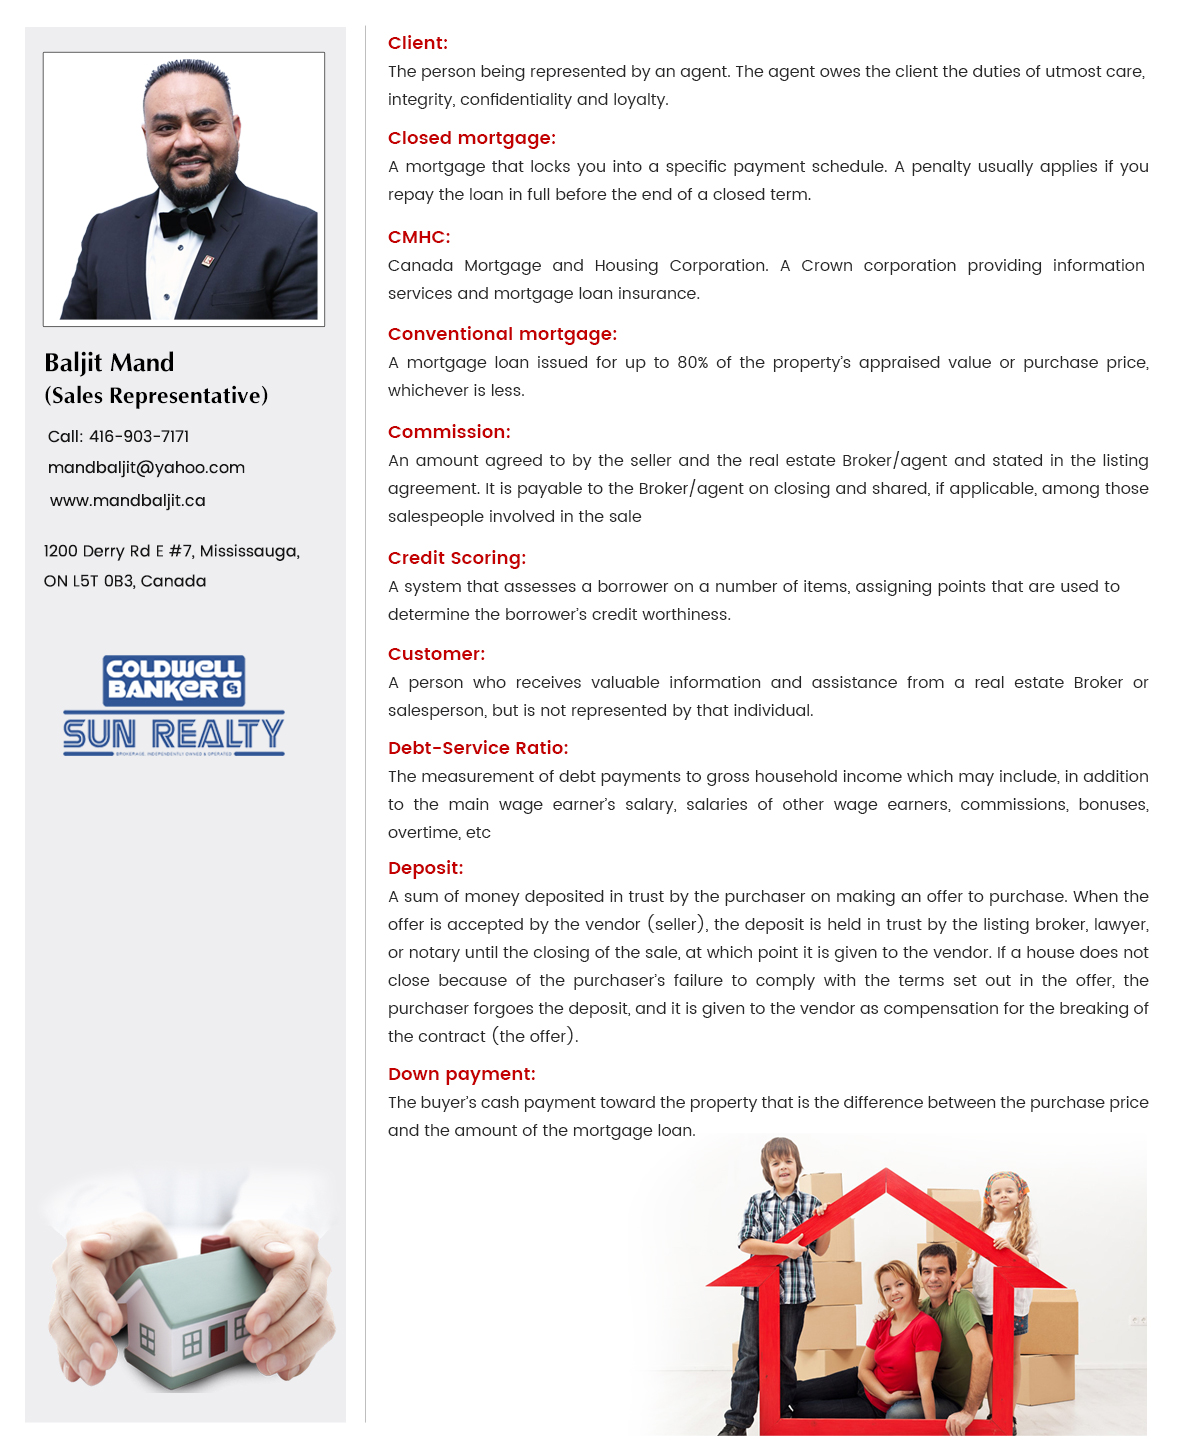 Baljit Mand
(Sales Representative)
Call: 416-903-7171
mandbaljit@yahoo.com
www.mandbaljit.ca
1200 Derry Rd E #7, Mississauga,
ON L5T 0B3, Canada
COLDWELL
BANKER CB
SUN REALTY
BROKERAGE, INDEPENDENTLY OWNED & OPERATED
Client:
The person being represented by an agent. The agent owes the client the duties of utmost care,
integrity, confidentiality and loyalty.
Closed mortgage:
A mortgage that locks you into a specific payment schedule. A penalty usually applies if you
repay the loan in full before the end of a closed term.
CMHC:
Canada Mortgage and Housing Corporation. A Crown corporation providing information
services and mortgage loan insurance.
Conventional mortgage:
A mortgage loan issued for up to 80% of the property’s appraised value or purchase price,
whichever is less.
Commission:
An amount agreed to by the seller and the real estate Broker/agent and stated in the listing
agreement. It is payable to the Broker/agent on closing and shared, if applicable, among those
salespeople involved in the sale
Credit Scoring:
A system that assesses a borrower on a number of items, assigning points that are used to
determine the borrower’s credit worthiness.
Customer:
A person who receives valuable information and assistance from a real estate Broker or
salesperson, but is not represented by that individual.
Debt-Service Ratio:
The measurement of debt payments to gross household income which may include, in addition
to the main wage earner’s salary, salaries of other wage earners, commissions, bonuses,
overtime, etc
Deposit:
A sum of money deposited in trust by the purchaser on making an offer to purchase. When the
offer is accepted by the vendor (seller), the deposit is held in trust by the listing broker, lawyer,
or notary until the closing of the sale, at which point it is given to the vendor. If a house does not
close because of the purchaser’s failure to comply with the terms set out in the offer, the
purchaser forgoes the deposit, and it is given to the vendor as compensation for the breaking of
the contract (the offer).
Down payment:
The buyer’s cash payment toward the property that is the difference between the purchase price
and the amount of the mortgage loan.